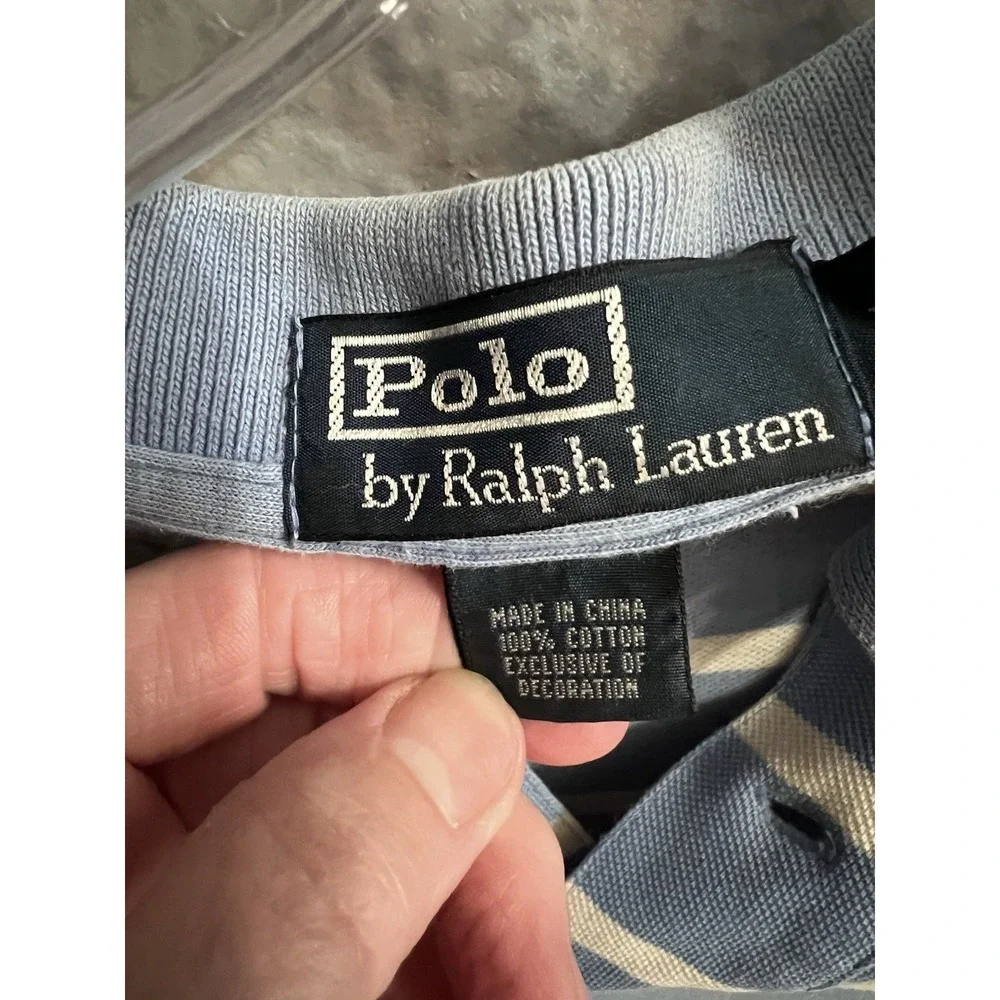 Polo
by Ralph Lauren
MADE IN CHINA
100% COTTON
EXCLUSIVE OF
DECORATION